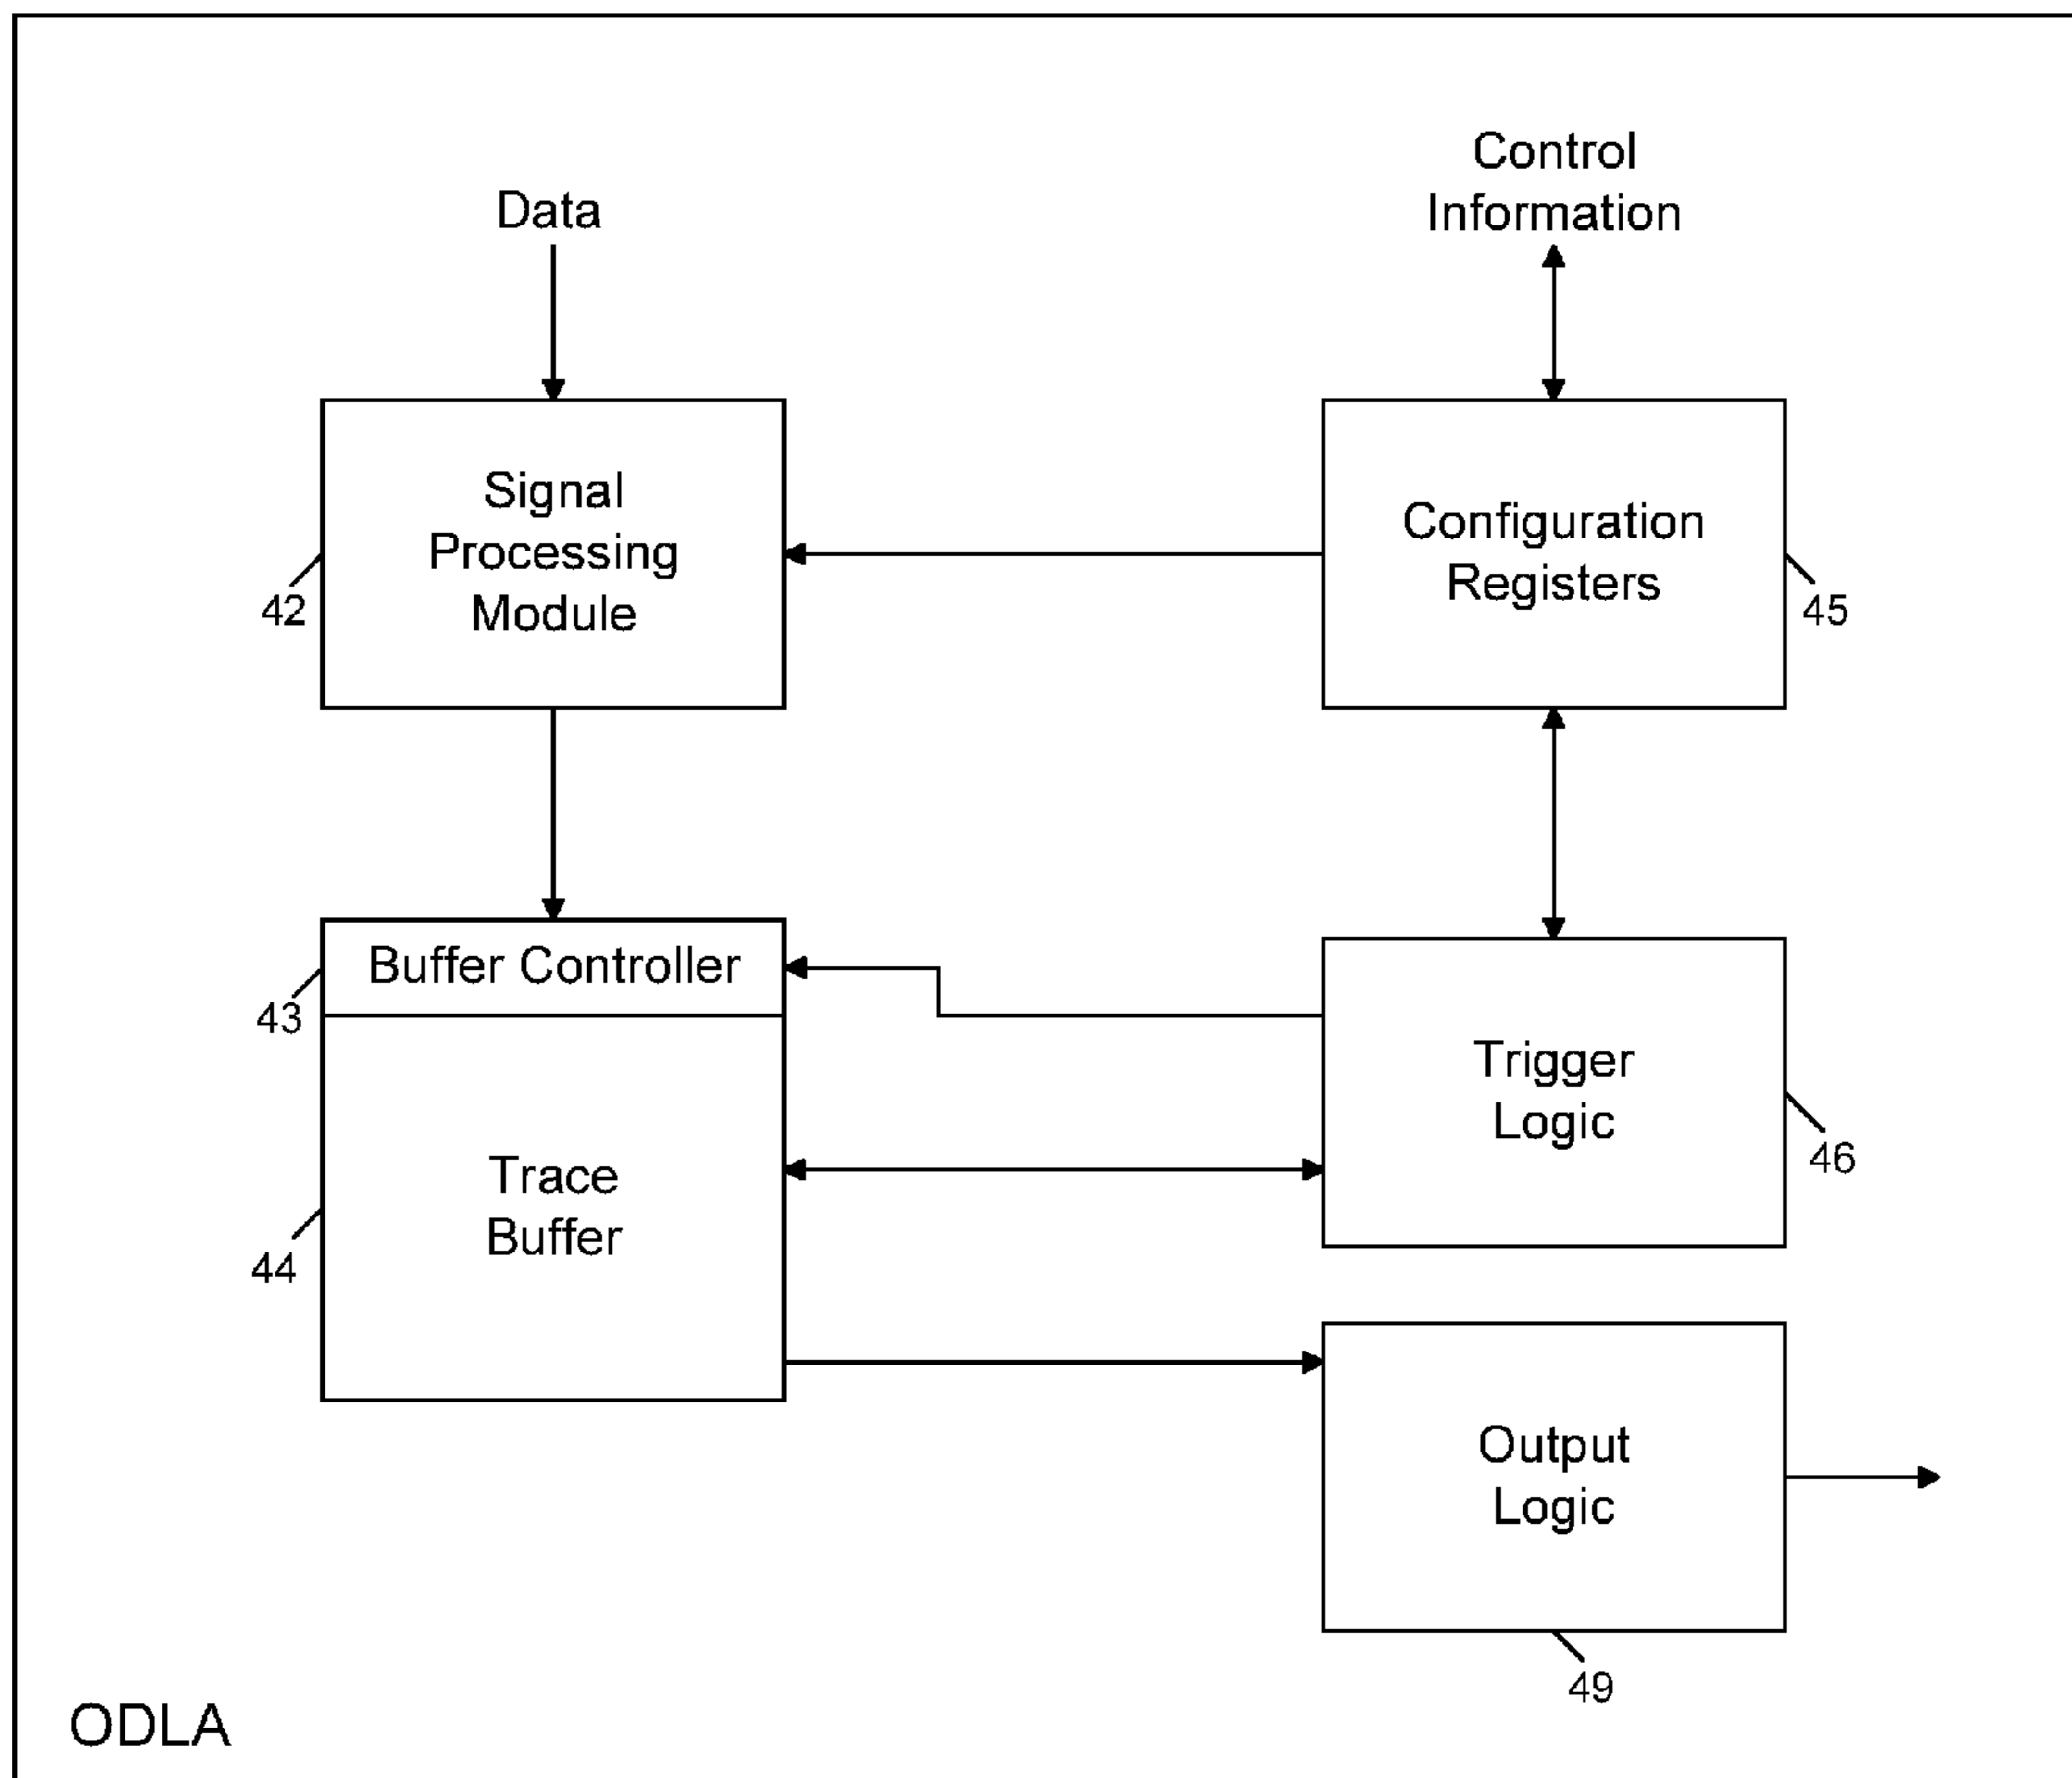 Data
Control
Information
Signal
Processing
Module
42
Configuration
Registers
45
Buffer Controller
43
Trace
Buffer
44
Trigger
Logic
46
Output
Logic
49
ODLA